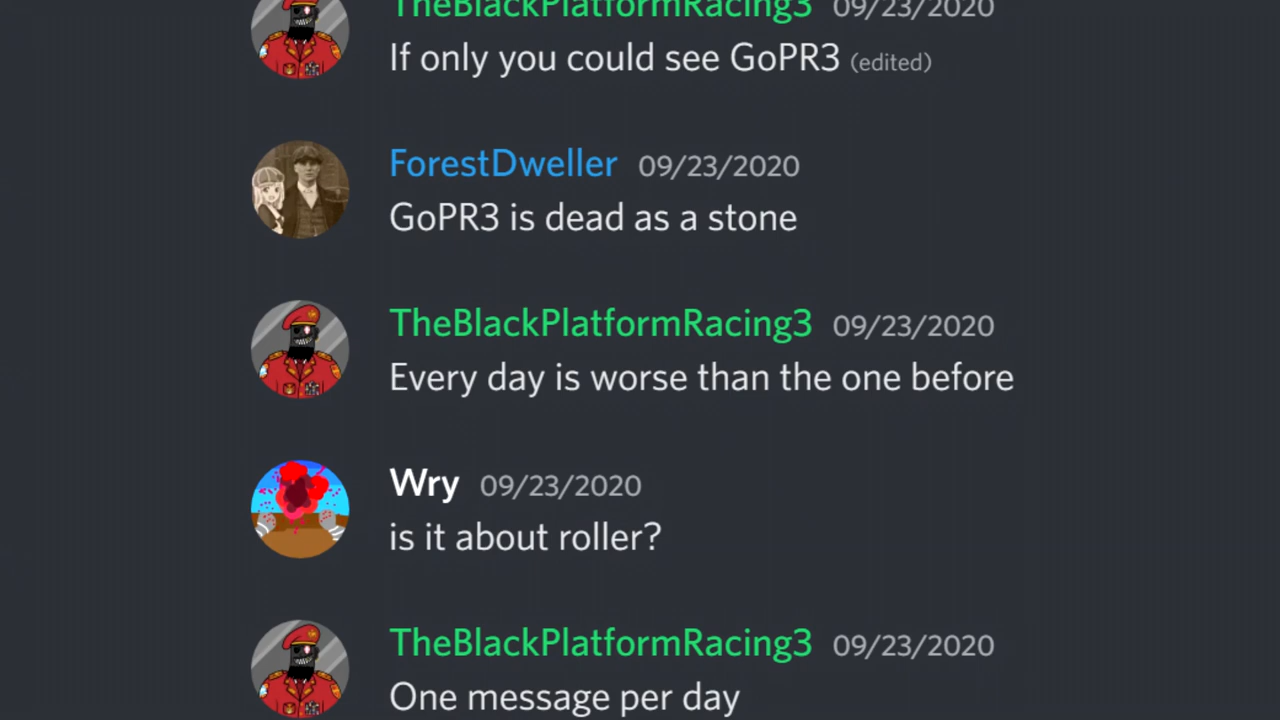 TheBlackPlatformRacing3 09/23/2020
If only you could see GoPR3 (edited)
ForestDweller 09/23/2020
GoPR3 is dead as a stone
TheBlackPlatformRacing3 09/23/2020
Every day is worse than the one before
Wry 09/23/2020
is it about roller?
TheBlackPlatformRacing3 09/23/2020
One message per day